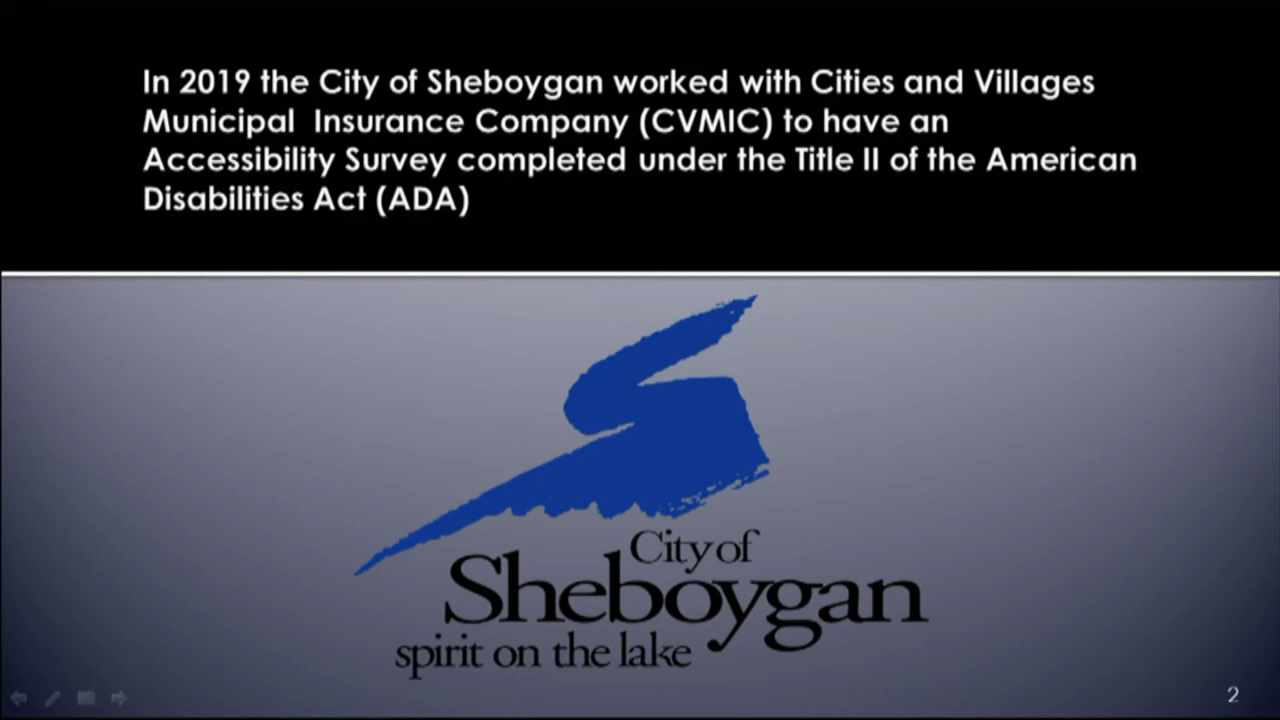 In 2019 the City of Sheboygan worked with Cities and Villages
Municipal Insurance Company (CVMIC) to have an
Accessibility Survey completed under the Title II of the American
Disabilities Act (ADA)
City of
Sheboygan
spirit on the lake
2